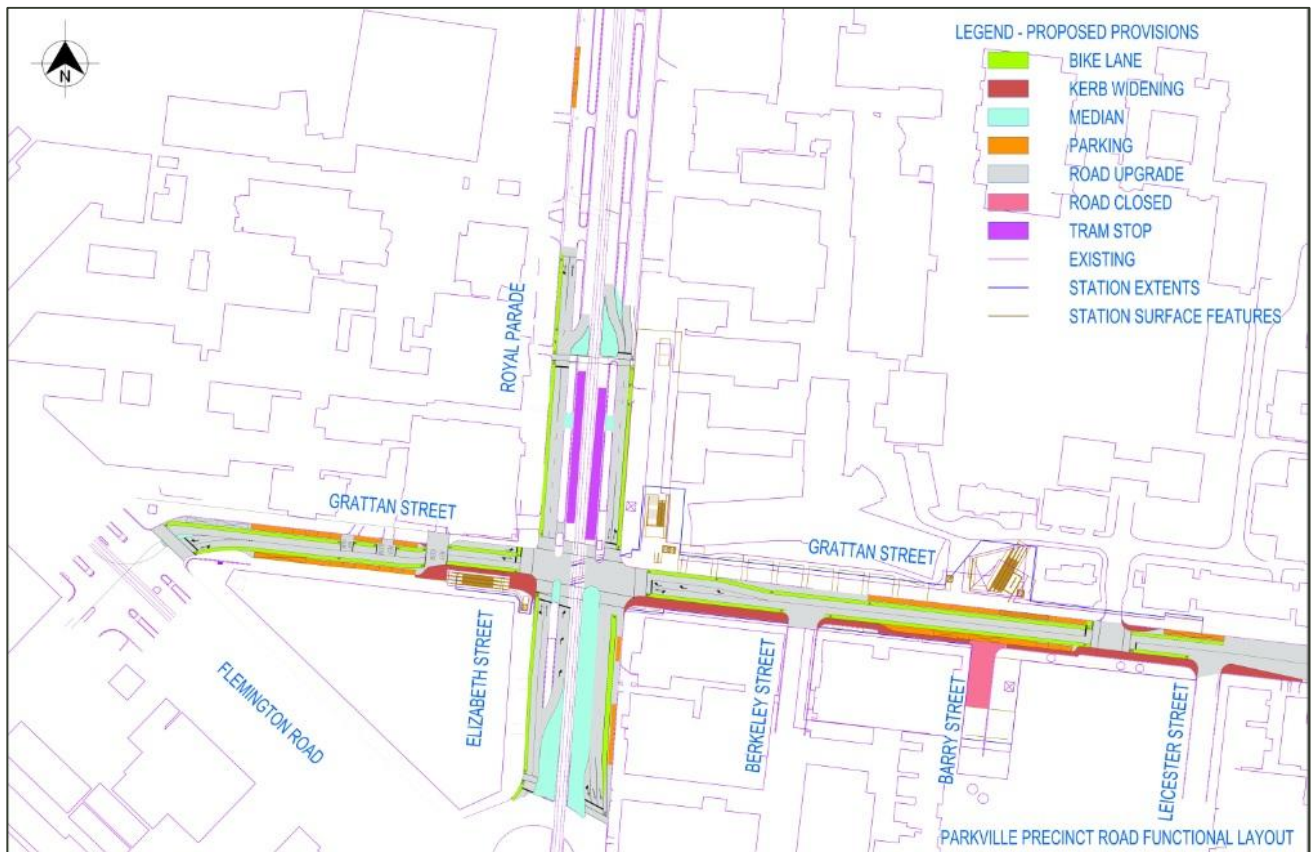 LEGEND - PROPOSED PROVISIONS
BIKE LANE
KERB WIDENING
MEDIAN
PARKING
ROAD UPGRADE
ROAD CLOSED
TRAM STOP
EXISTING
STATION EXTENTS
STATION SURFACE FEATURES
N
ROYAL PARADE
GRATTAN STREET
GRATTAN STREET
FLEMINGTON ROAD
ELIZABETH STREET
BERKELEY STREET
BARRY STREET
LEICESTER STREET
PARKVILLE PRECINCT ROAD FUNCTIONAL LAYOUT